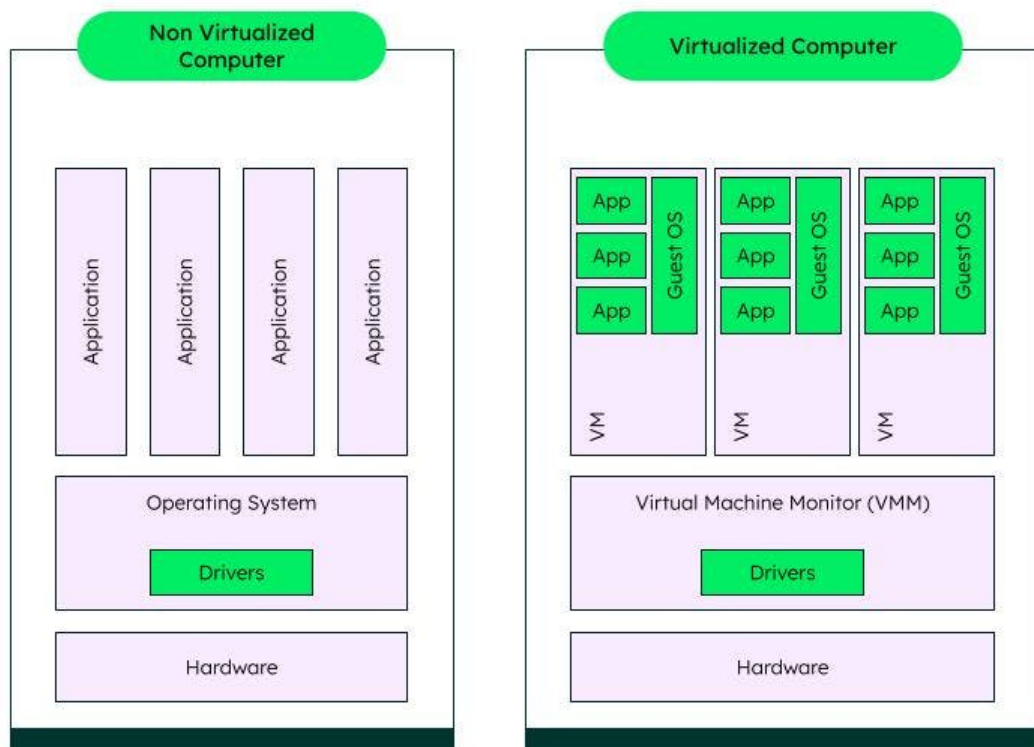 Non Virtualized
Computer
Application
Application
Application
Application
Operating System
Drivers
Hardware
Virtualized Computer
App
App
App
Guest OS
VM
App
App
App
Guest OS
VM
App
App
App
Guest OS
VM
Virtual Machine Monitor (VMM)
Drivers
Hardware